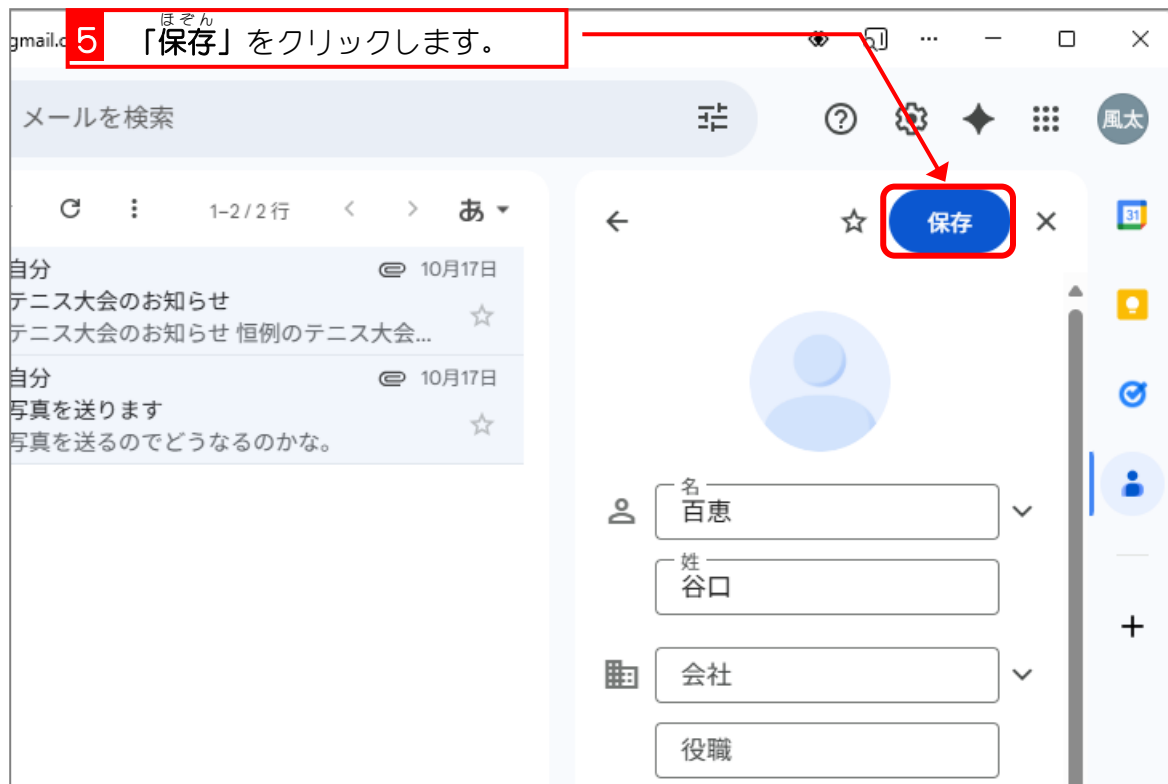 gmail.c
5 「保存」をクリックします。
ほぞん
メールを検索
風太
1–2 / 2 行
あ
保存
31
自分 10月17日
テニス大会のお知らせ
テニス大会のお知らせ 恒例のテニス大会...
自分 10月17日
写真を送ります
写真を送るのでどうなるのかな。
名
百恵
姓
谷口
会社
役職